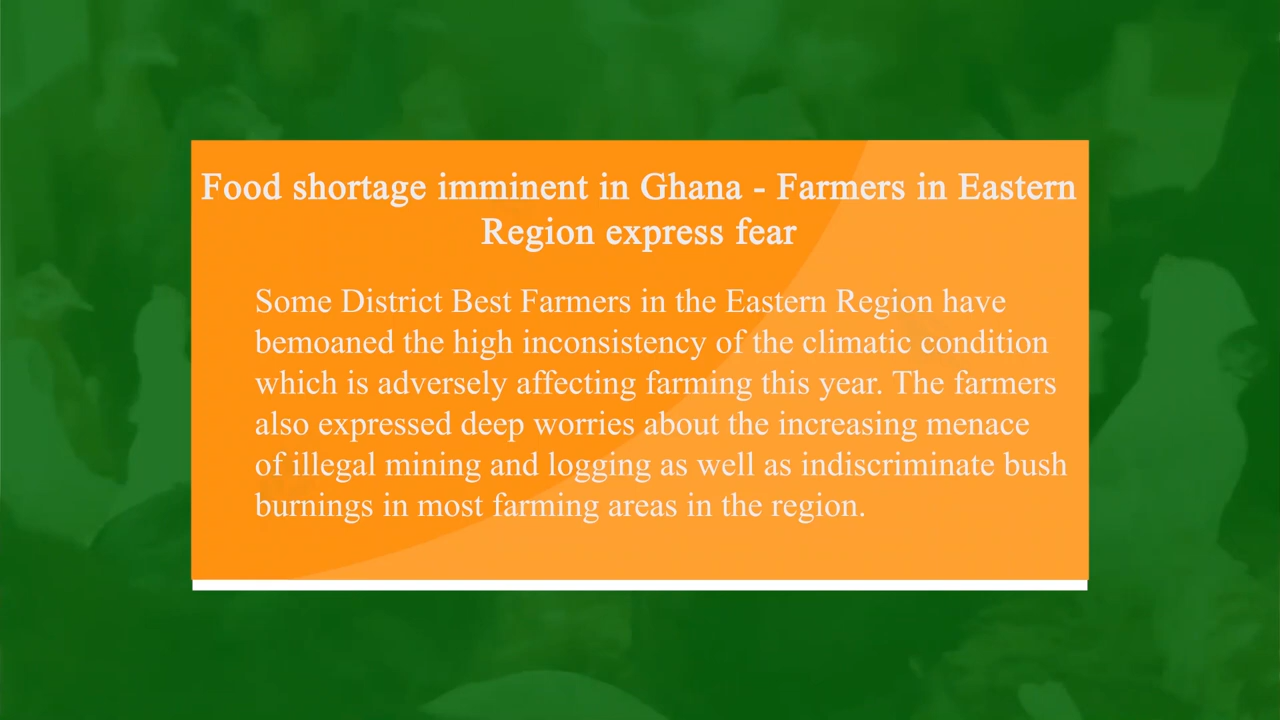 Food shortage imminent in Ghana - Farmers in Eastern
Region express fear
Some District Best Farmers in the Eastern Region have
bemoaned the high inconsistency of the climatic condition
which is adversely affecting farming this year. The farmers
also expressed deep worries about the increasing menace
of illegal mining and logging as well as indiscriminate bush
burnings in most farming areas in the region.